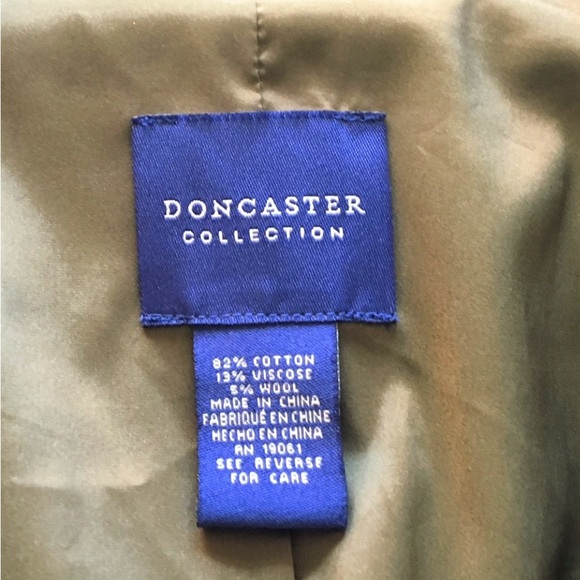 DONCASTER
COLLECTION
82% COTTON
13% VISCOSE
5% WOOL
MADE IN CHINA
FABRIQUÉ EN CHINE
HECHO EN CHINA
RN 19061
SEE REVERSE
FOR CARE